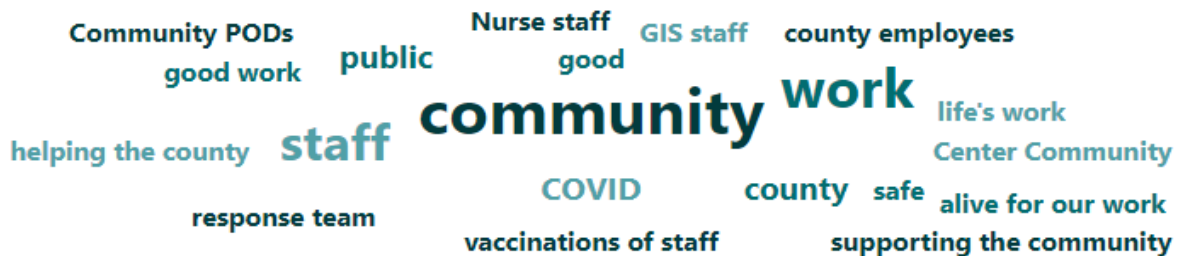 Nurse staff
Community PODs
GIS staff
county employees
public
good
good work
work
community
life's work
staff
helping the county
Center Community
COVID
county
safe
alive for our work
response team
vaccinations of staff
supporting the community